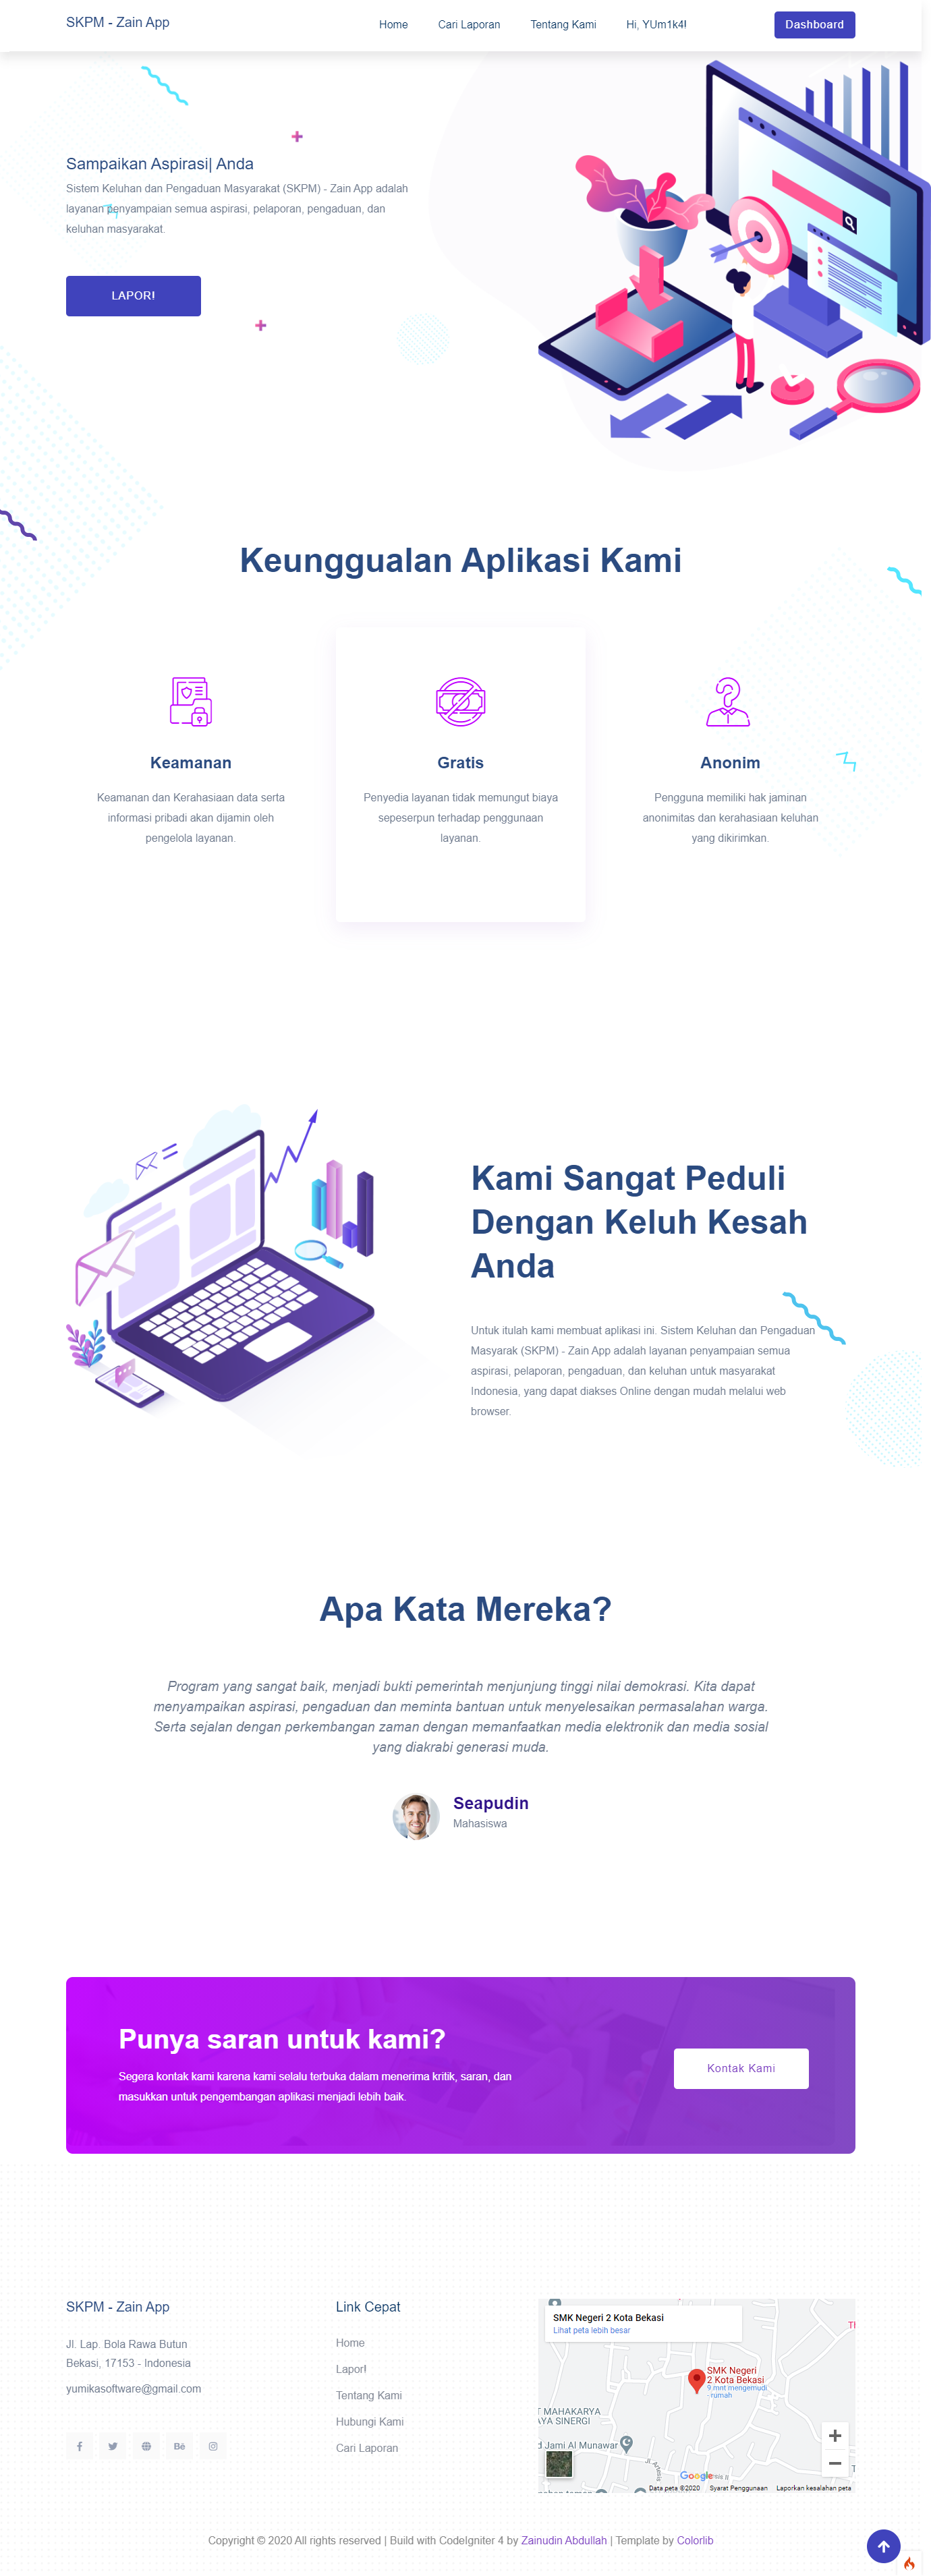 SKPM - Zain App
Home
Cari Laporan
Tentang Kami
Hi, YUm1k4!
Dashboard
Sampaikan Aspirasi| Anda
Sistem Keluhan dan Pengaduan Masyarakat (SKPM) - Zain App adalah
layanan penyampaian semua aspirasi, pelaporan, pengaduan, dan
keluhan masyarakat.
LAPOR!
Keunggualan Aplikasi Kami
Keamanan
Keamanan dan Kerahasiaan data serta
informasi pribadi akan dijamin oleh
pengelola layanan.
Gratis
Penyedia layanan tidak memungut biaya
sepeserpun terhadap penggunaan
layanan.
Anonim
Pengguna memiliki hak jaminan
anonimitas dan kerahasiaan keluhan
yang dikirimkan.
Kami Sangat Peduli
Dengan Keluh Kesah
Anda
Untuk itulah kami membuat aplikasi ini. Sistem Keluhan dan Pengaduan
Masyarak (SKPM) - Zain App adalah layanan penyampaian semua
aspirasi, pelaporan, pengaduan, dan keluhan untuk masyarakat
Indonesia, yang dapat diakses Online dengan mudah melalui web
browser.
Apa Kata Mereka?
Program yang sangat baik, menjadi bukti pemerintah menjunjung tinggi nilai demokrasi. Kita dapat
menyampaikan aspirasi, pengaduan dan meminta bantuan untuk menyelesaikan permasalahan warga.
Serta sejalan dengan perkembangan zaman dengan memanfaatkan media elektronik dan media sosial
yang diakrabi generasi muda.
Seapudin
Mahasiswa
Punya saran untuk kami?
Segera kontak kami karena kami selalu terbuka dalam menerima kritik, saran, dan
masukkan untuk pengembangan aplikasi menjadi lebih baik.
Kontak Kami
SKPM - Zain App
Jl. Lap. Bola Rawa Butun
Bekasi, 17153 - Indonesia
yumikasoftware@gmail.com
Bē
Link Cepat
Home
Lapor!
Tentang Kami
Hubungi Kami
Cari Laporan
SMK Negeri 2 Kota Bekasi
Lihat peta lebih besar
SMK Negeri
2 Kota Bekasi
9 mnt mengemudi
- rumah
T MAHAKARYA
AYA SINERGI
d Jami Al Munawar
Google
Data peta ©2020
Syarat Penggunaan
Laporkan kesalahan peta
Copyright © 2020 All rights reserved | Build with CodeIgniter 4 by Zainudin Abdullah | Template by Colorlib